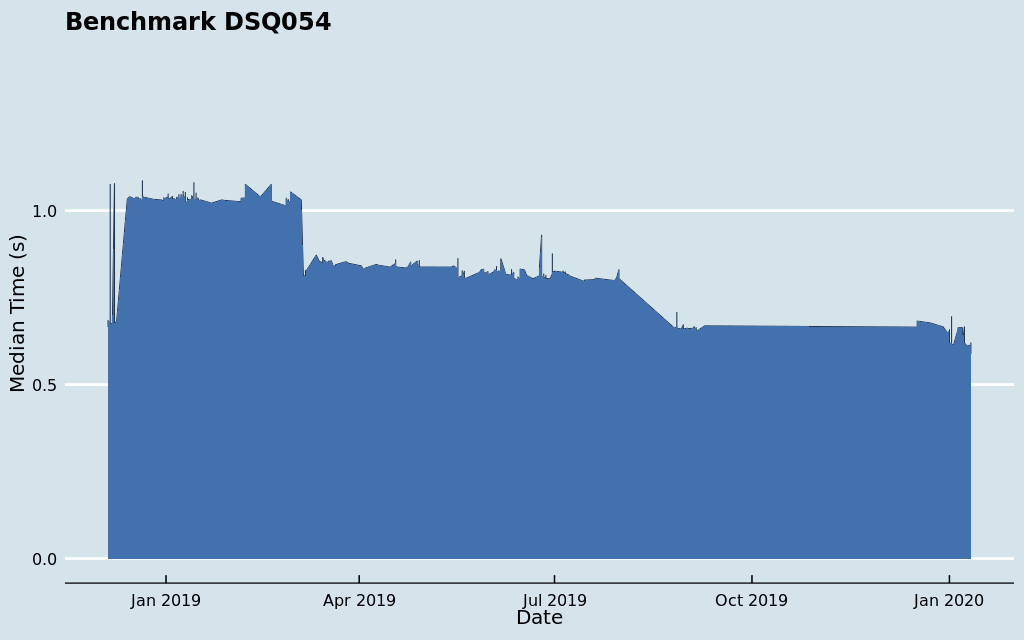 Benchmark DSQ054
Median Time (s)
1.0
0.5
0.0
Jan 2019
Apr 2019
Jul 2019
Oct 2019
Jan 2020
Date